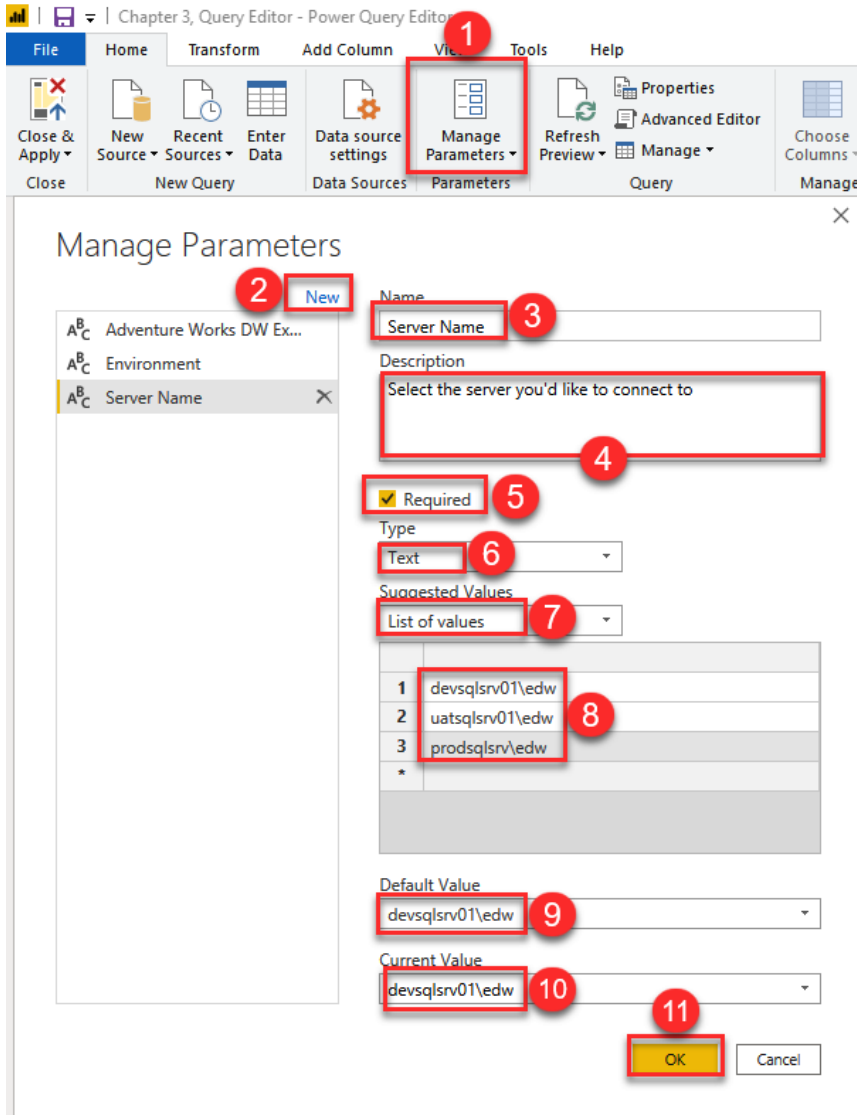 Chapter 3, Query Editor - Power Query Editor
1
File Home Transform Add Column Tools Help
Close & Apply
New Source
Recent Sources
Enter Data
Data source settings
Manage Parameters
Refresh Preview
Properties
Advanced Editor
Manage
Choose Columns
Close
New Query
Data Sources
Parameters
Query
Manage
Manage Parameters
2 New
Name
ABC Adventure Works DW Ex...
Server Name 3
ABC Environment
Description
ABC Server Name
Select the server you'd like to connect to
4
Required 5
Type
Text 6
Suggested Values
List of values 7
1 devsqlsrv01\edw
2 uatsqlsrv01\edw 8
3 prodsqlsrv\edw
*
Default Value
devsqlsrv01\edw 9
Current Value
devsqlsrv01\edw 10
11
OK Cancel